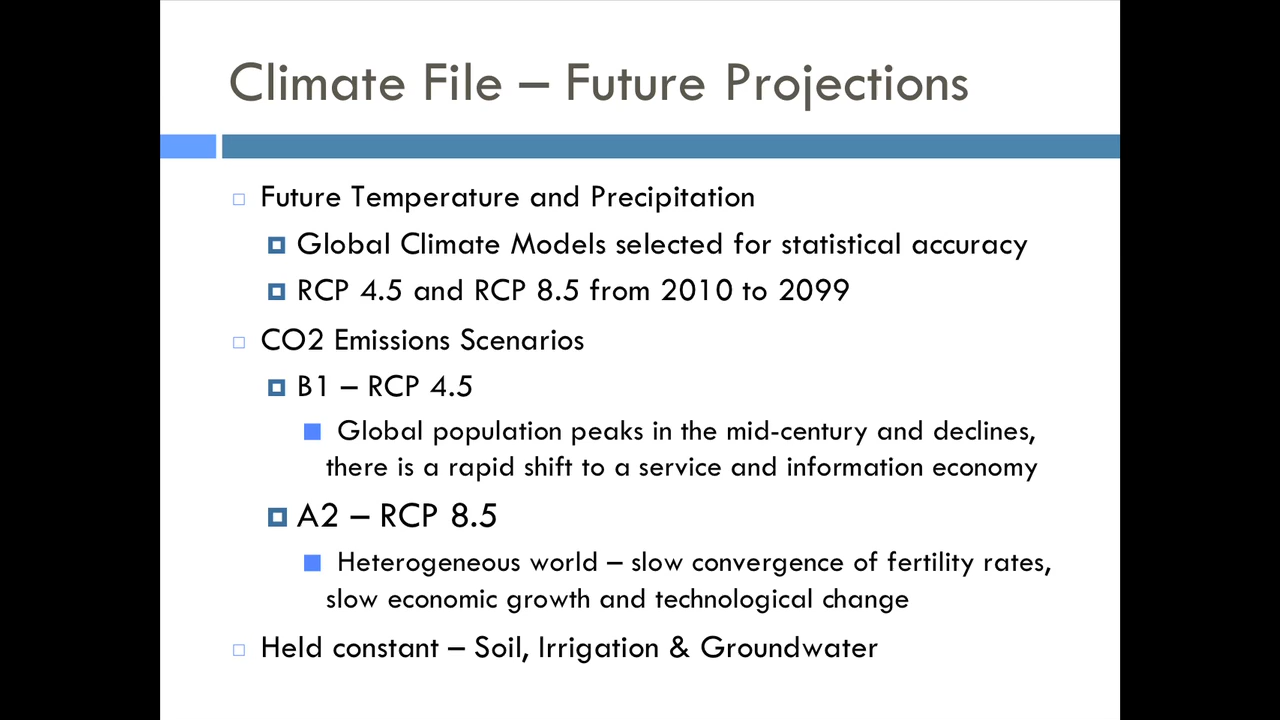 Climate File – Future Projections
Future Temperature and Precipitation
Global Climate Models selected for statistical accuracy
RCP 4.5 and RCP 8.5 from 2010 to 2099
CO2 Emissions Scenarios
B1 – RCP 4.5
Global population peaks in the mid-century and declines,
there is a rapid shift to a service and information economy
A2 – RCP 8.5
Heterogeneous world – slow convergence of fertility rates,
slow economic growth and technological change
Held constant – Soil, Irrigation & Groundwater